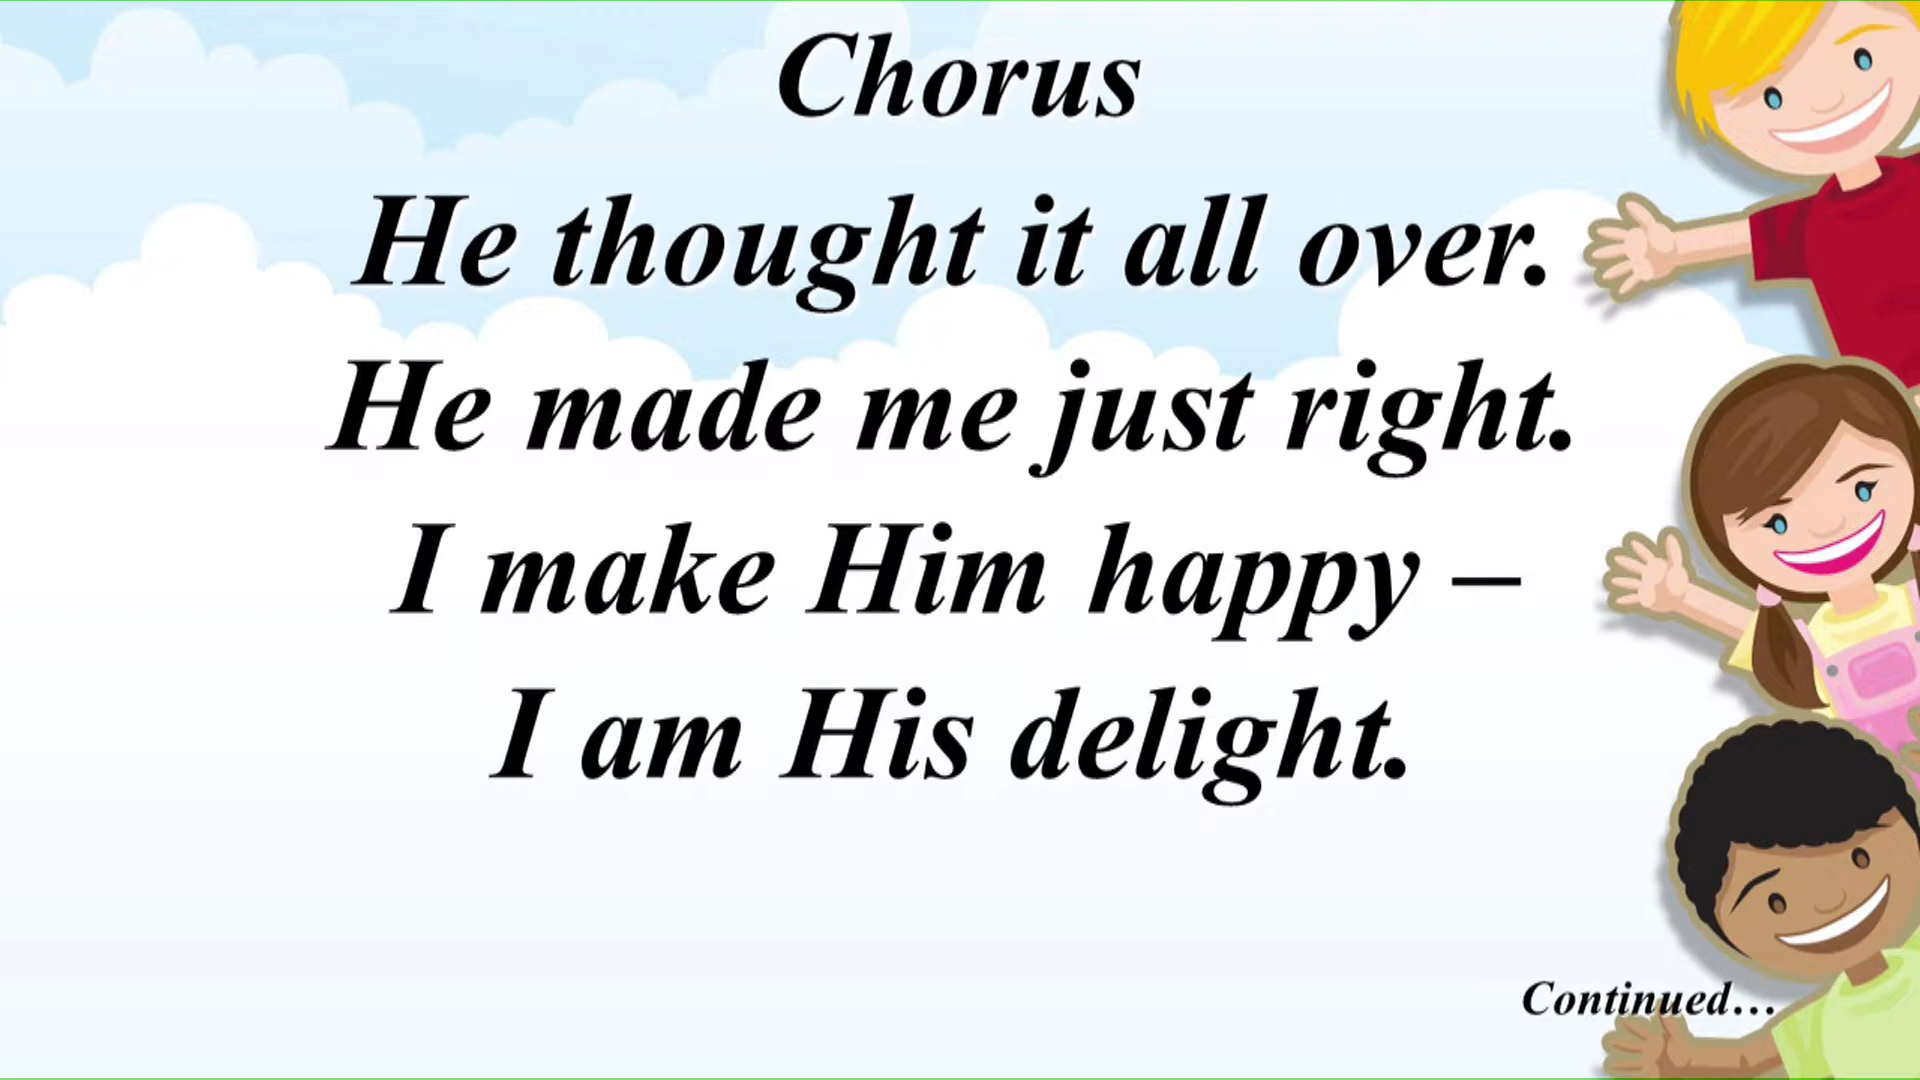 Chorus
He thought it all over.
He made me just right.
I make Him happy –
I am His delight.
Continued...